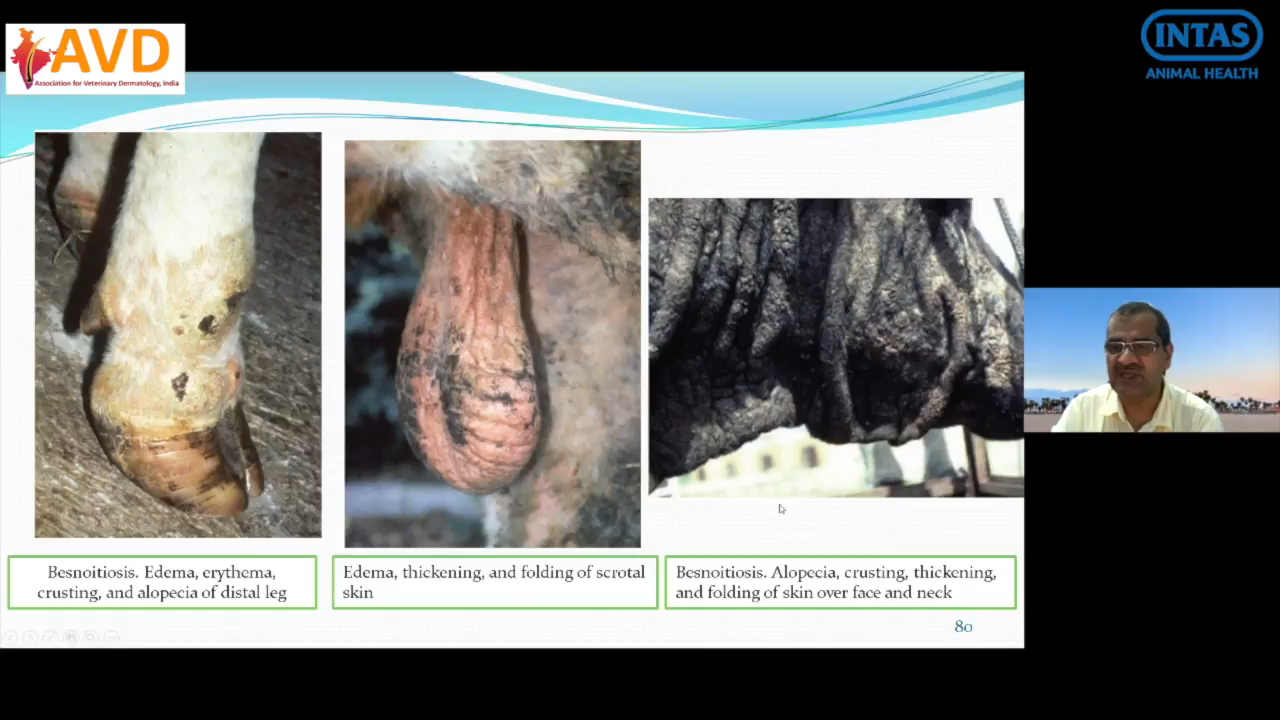 AVD
Association for Veterinary Dermatology, India
INTAS
ANIMAL HEALTH
Besnoitiosis. Edema, erythema,
crusting, and alopecia of distal leg
Edema, thickening, and folding of scrotal
skin
Besnoitiosis. Alopecia, crusting, thickening,
and folding of skin over face and neck
80